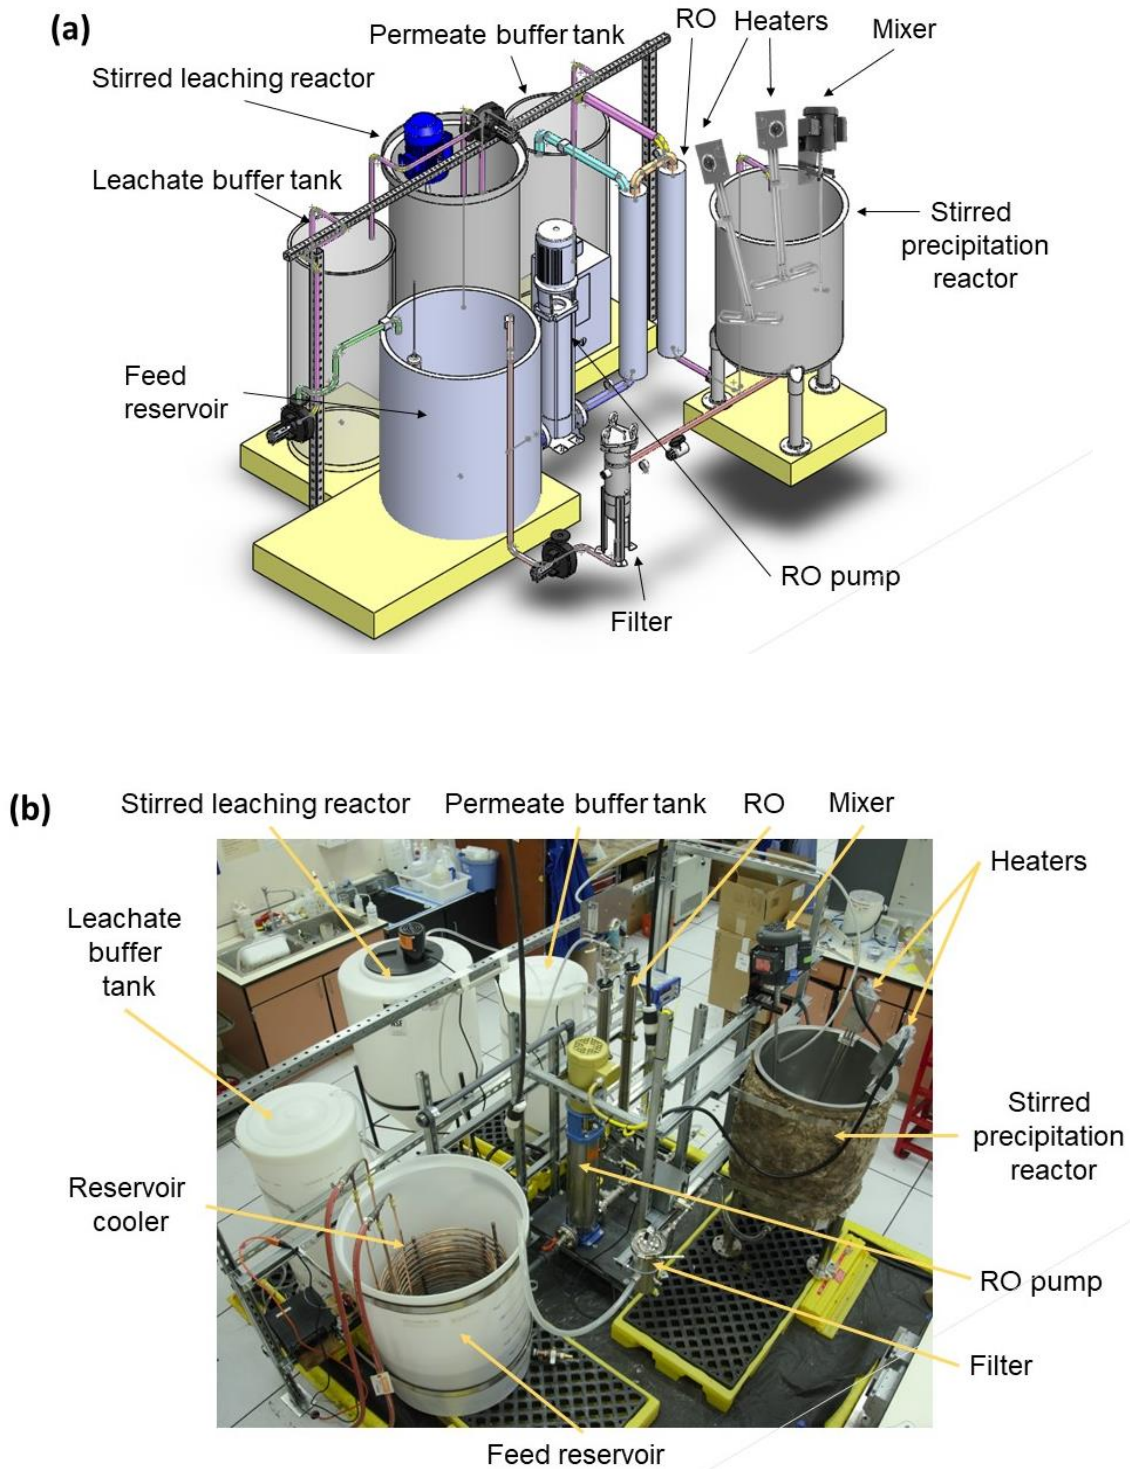 (a)
RO
Heaters
Mixer
Permeate buffer tank
Stirred leaching reactor
Leachate buffer tank
Stirred
precipitation
reactor
Feed
reservoir
RO pump
Filter
(b)
Stirred leaching reactor
Permeate buffer tank
RO
Mixer
Heaters
Leachate
buffer
tank
Stirred
precipitation
reactor
Reservoir
cooler
RO pump
Filter
Feed reservoir